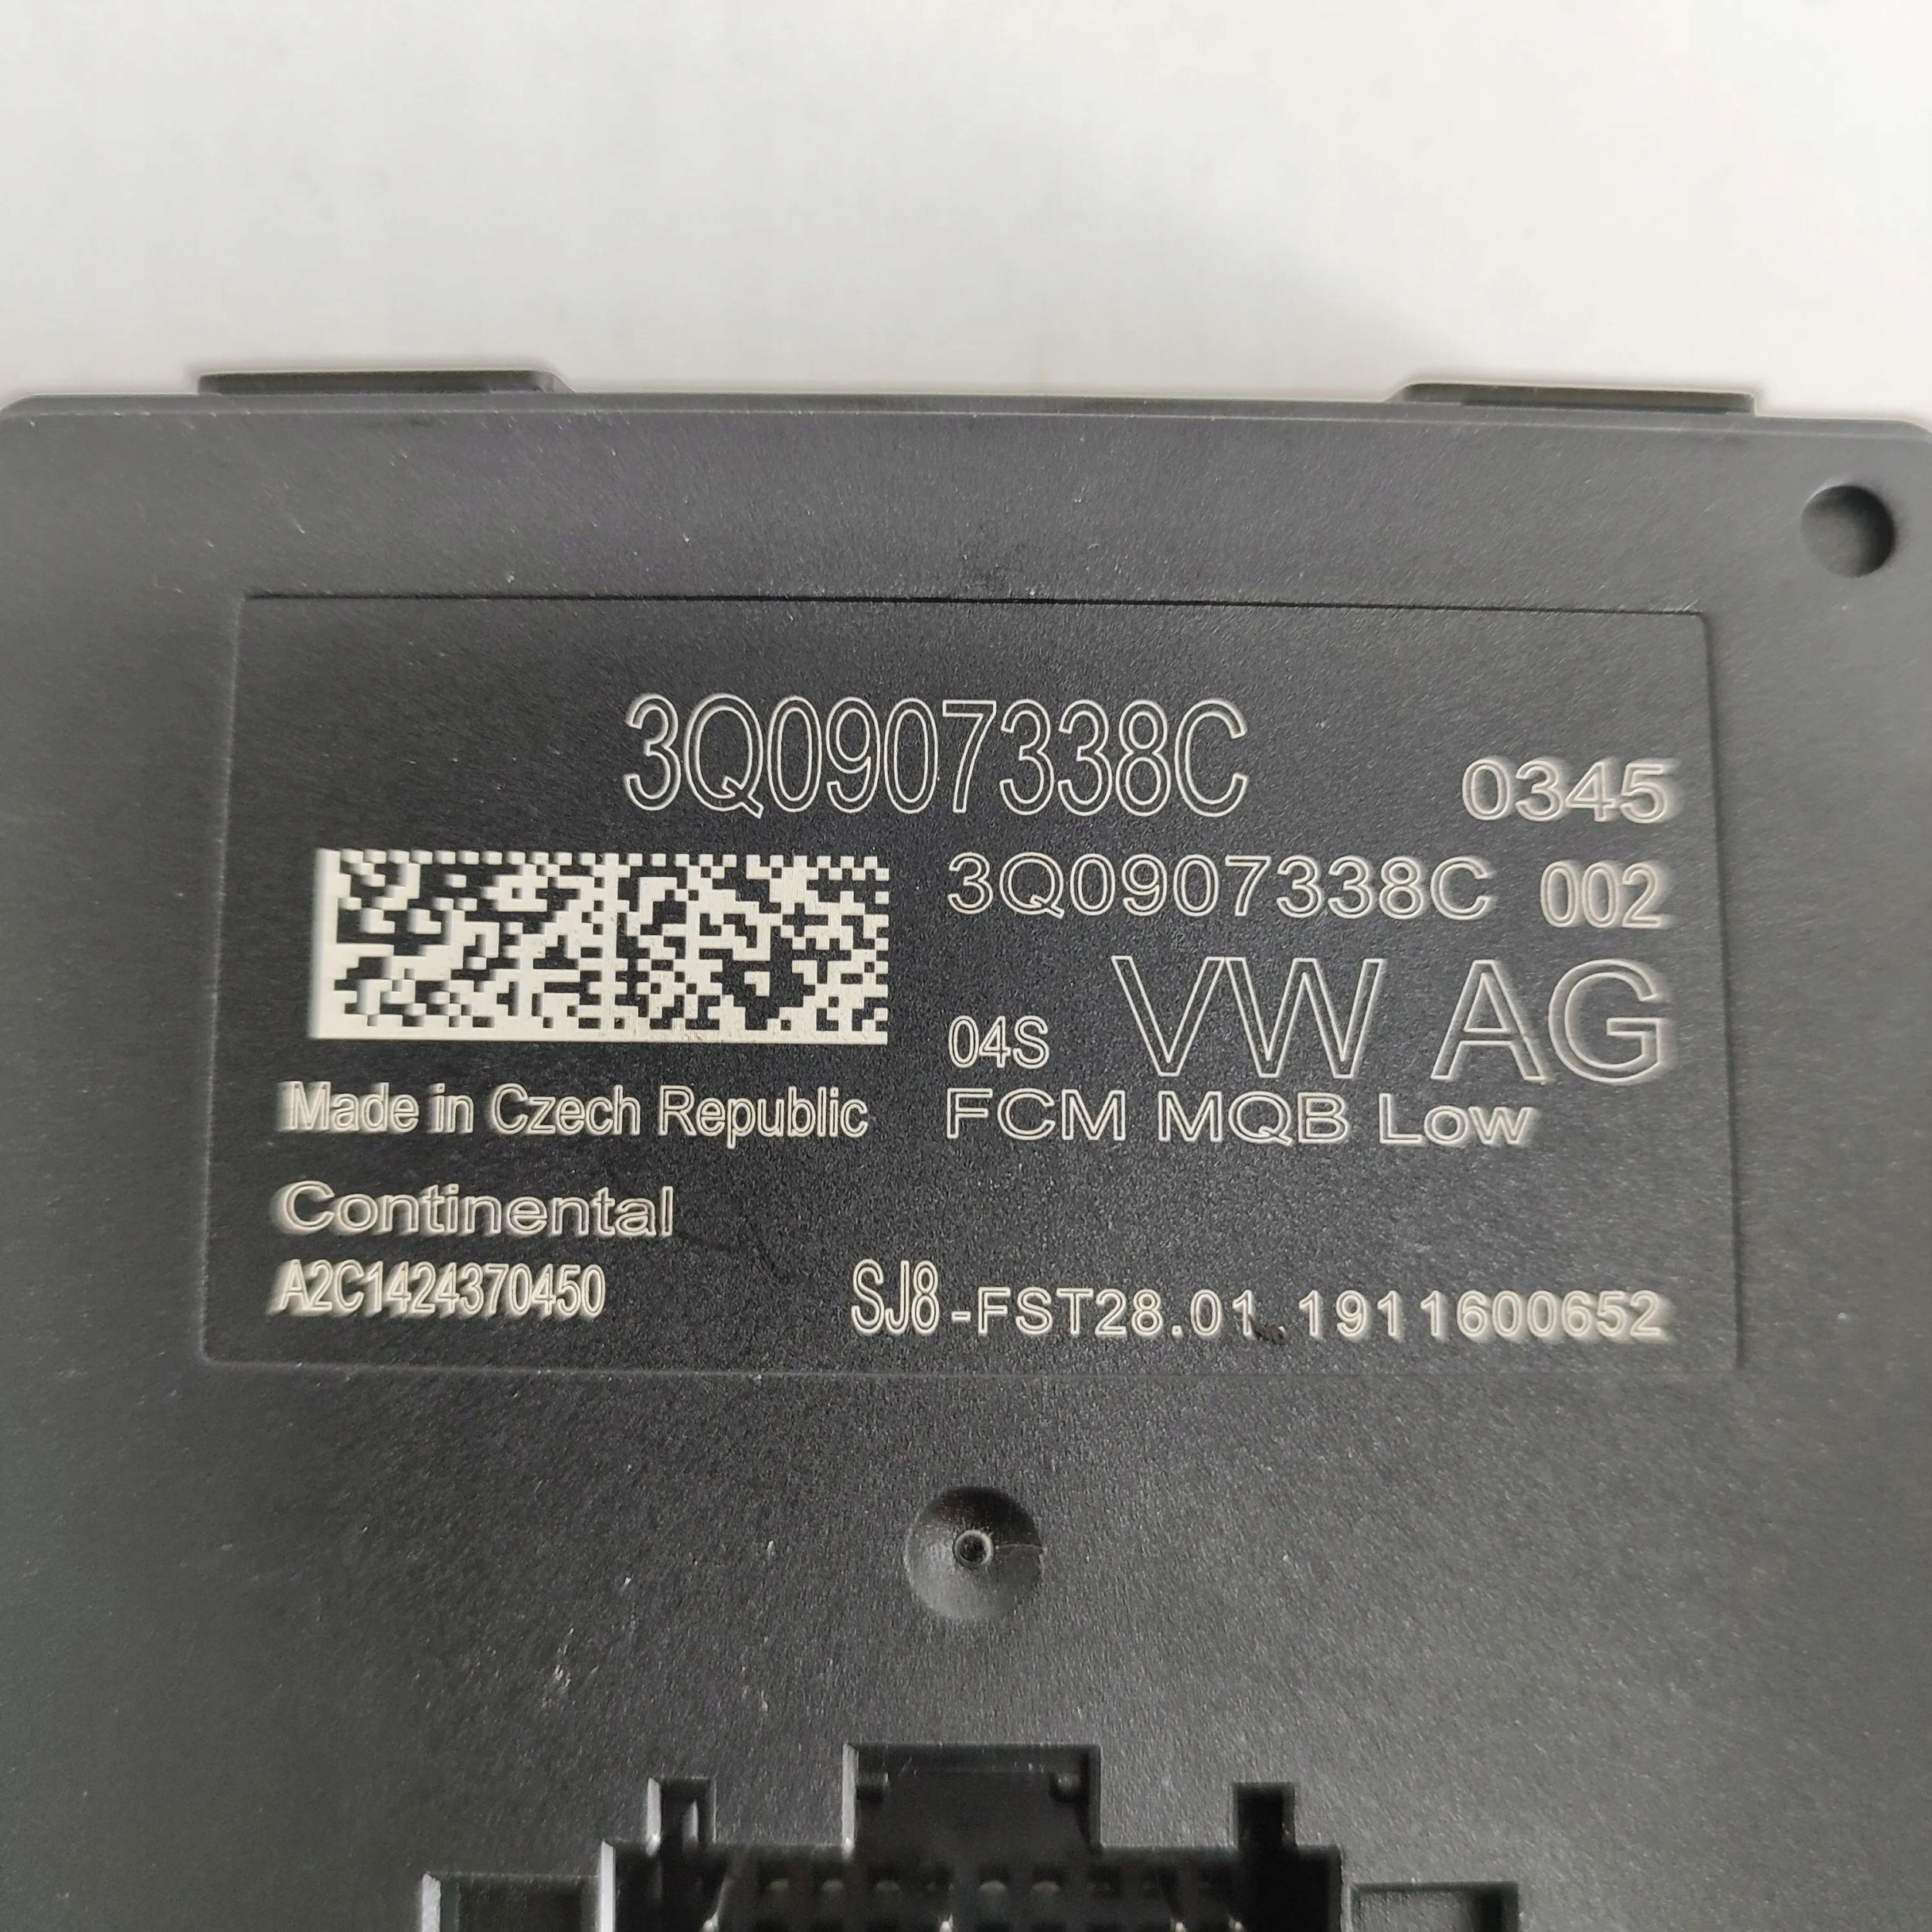 3Q0907338C
0345
3Q0907338C 002
04S VW AG
FCM MQB Low
Made in Czech Republic
Continental
A2C1424370450
SJ8-FST28.01 1911600652